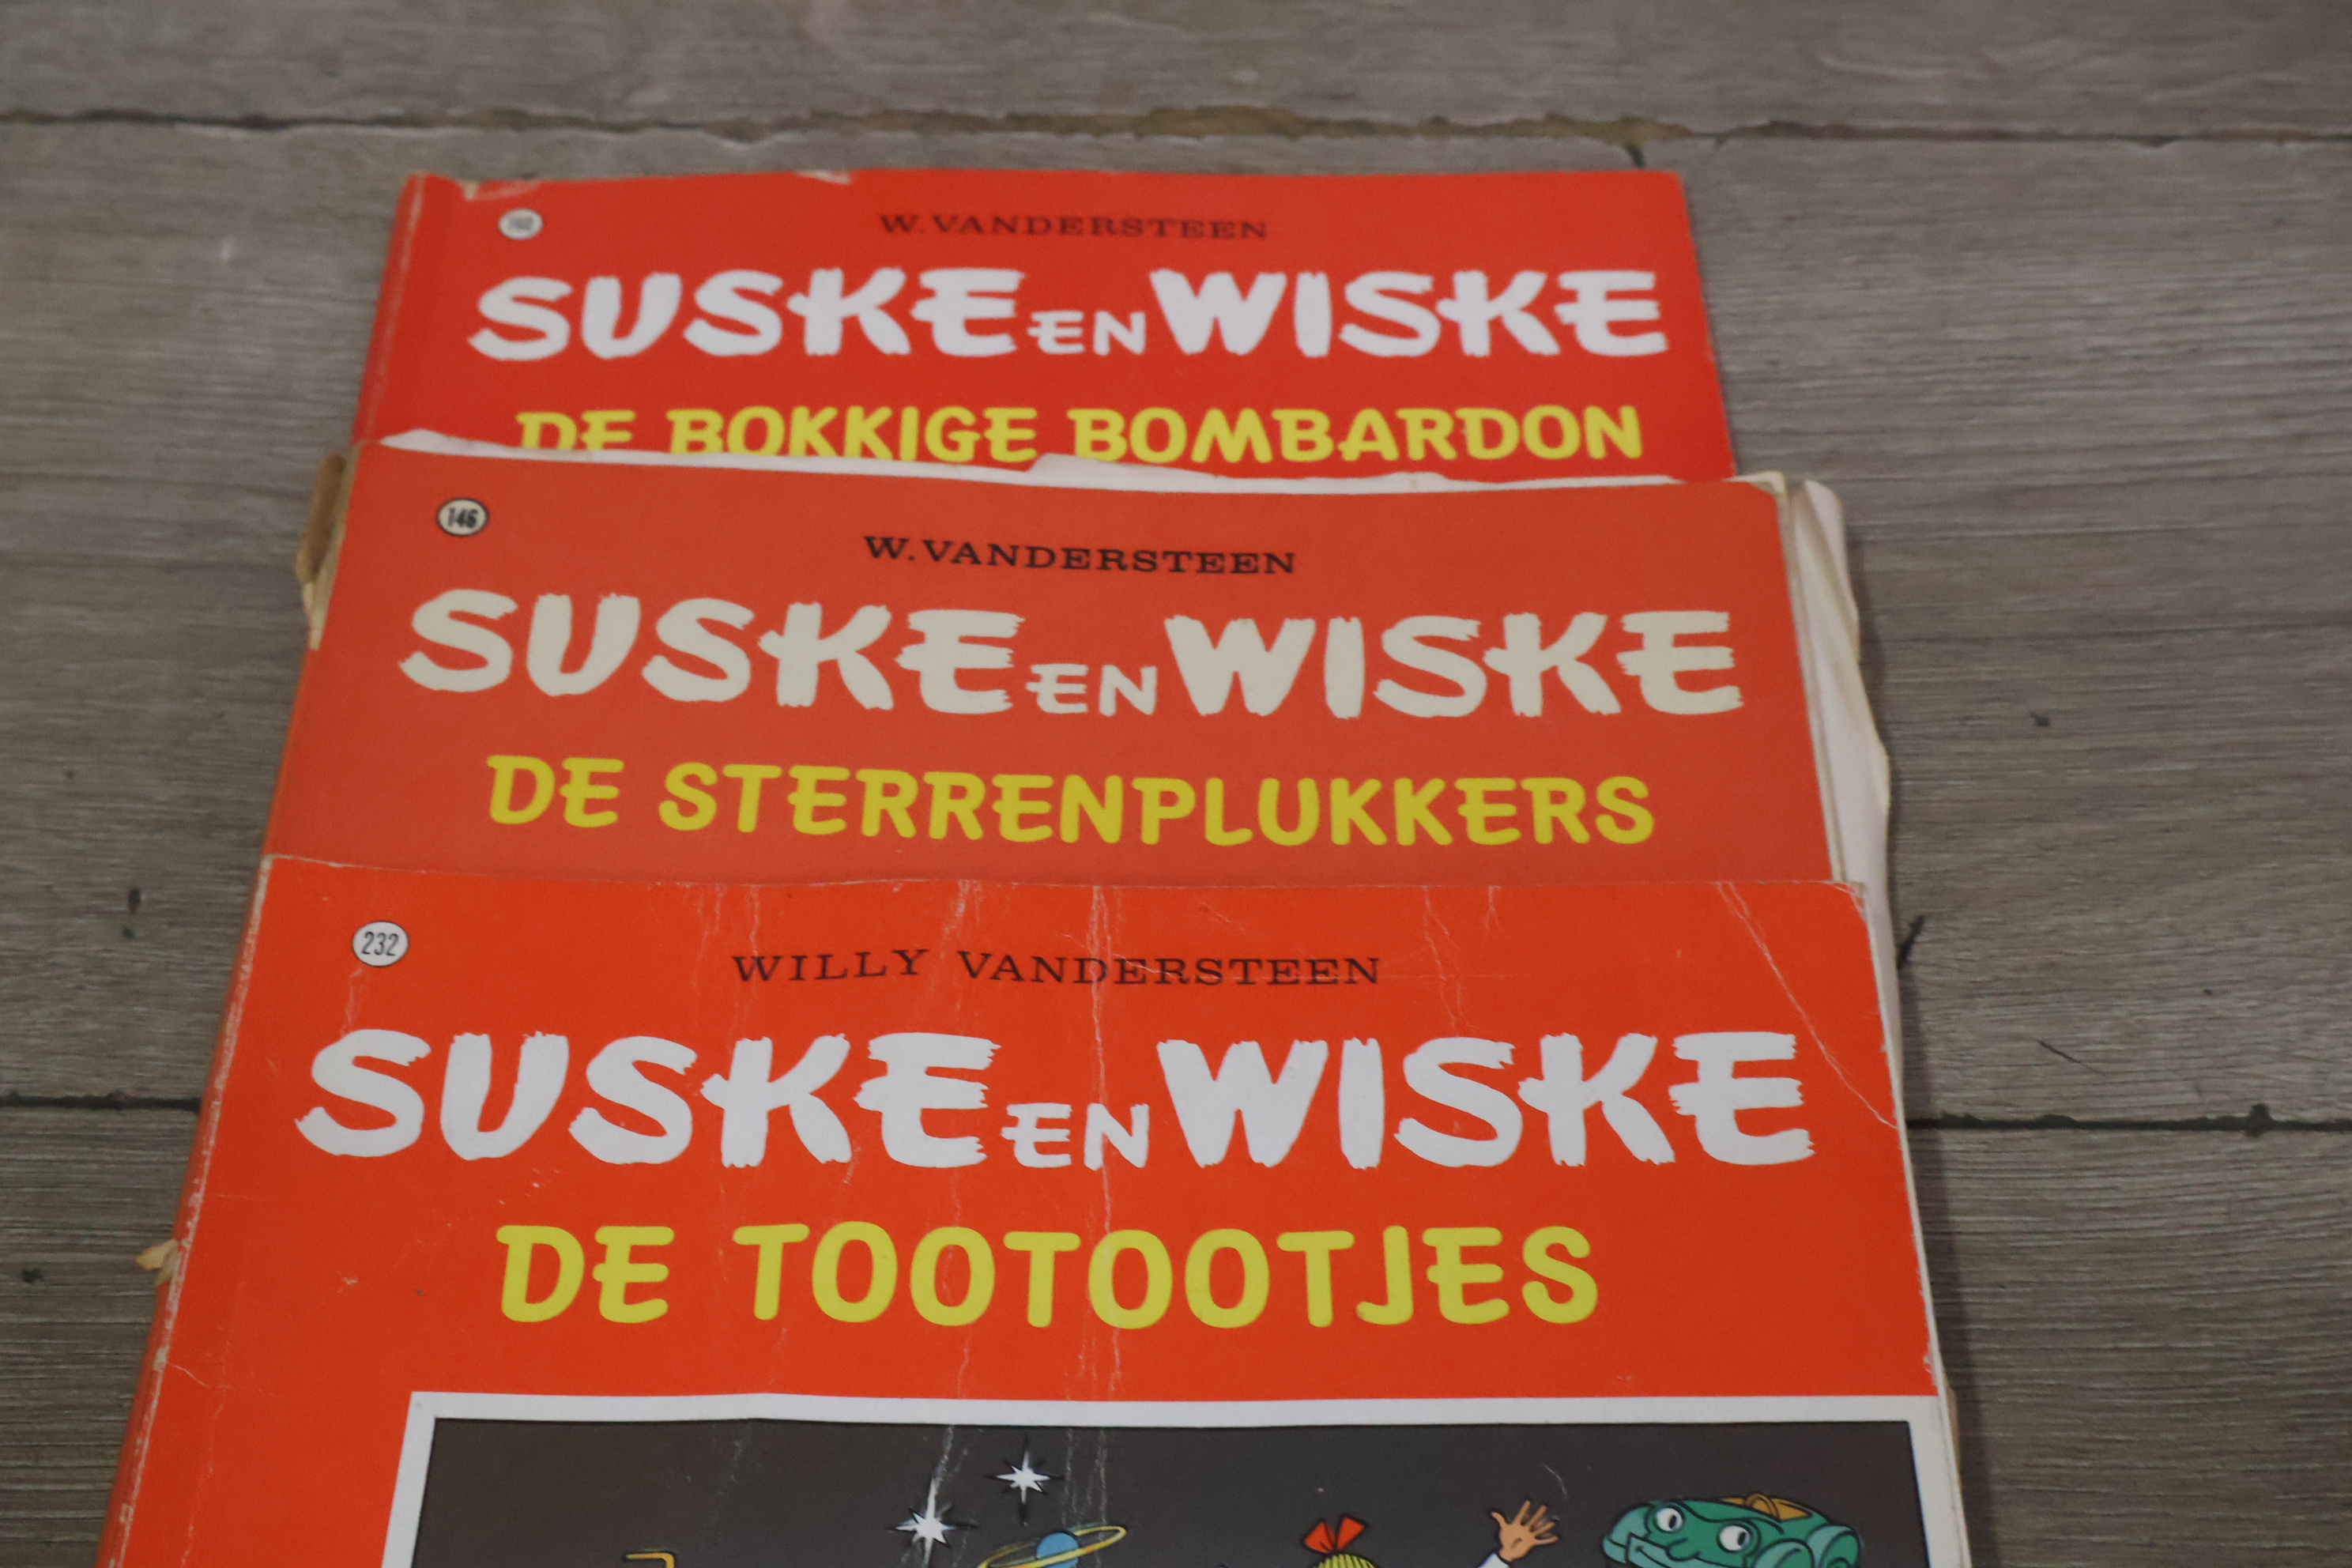 W. VANDERSTEEN
SUSKE EN WISKE
DE BOKKIGE BOMBARDON
146
W. VANDERSTEEN
SUSKE EN WISKE
DE STERRENPLUKKERS
232
WILLY VANDERSTEEN
SUSKE EN WISKE
DE TOOTOOTJES